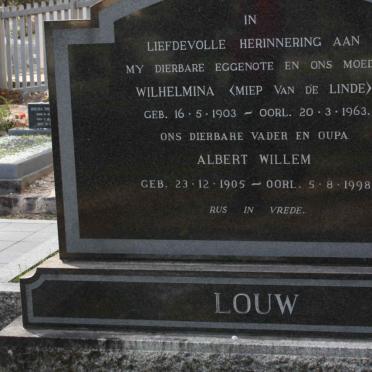 IN
LIEFDEVOLLE HERINNERING AAN
MY DIERBARE EGGENOTE EN ONS MOED
WILHELMINA <MIEP VAN DE LINDE>
GEB. 16·5·1903 — OORL. 20·3·1963.
ONS DIERBARE VADER EN OUPA
ALBERT WILLEM
GEB. 23·12·1905 — OORL. 5·8·1998
RUS IN VREDE.
LOUW